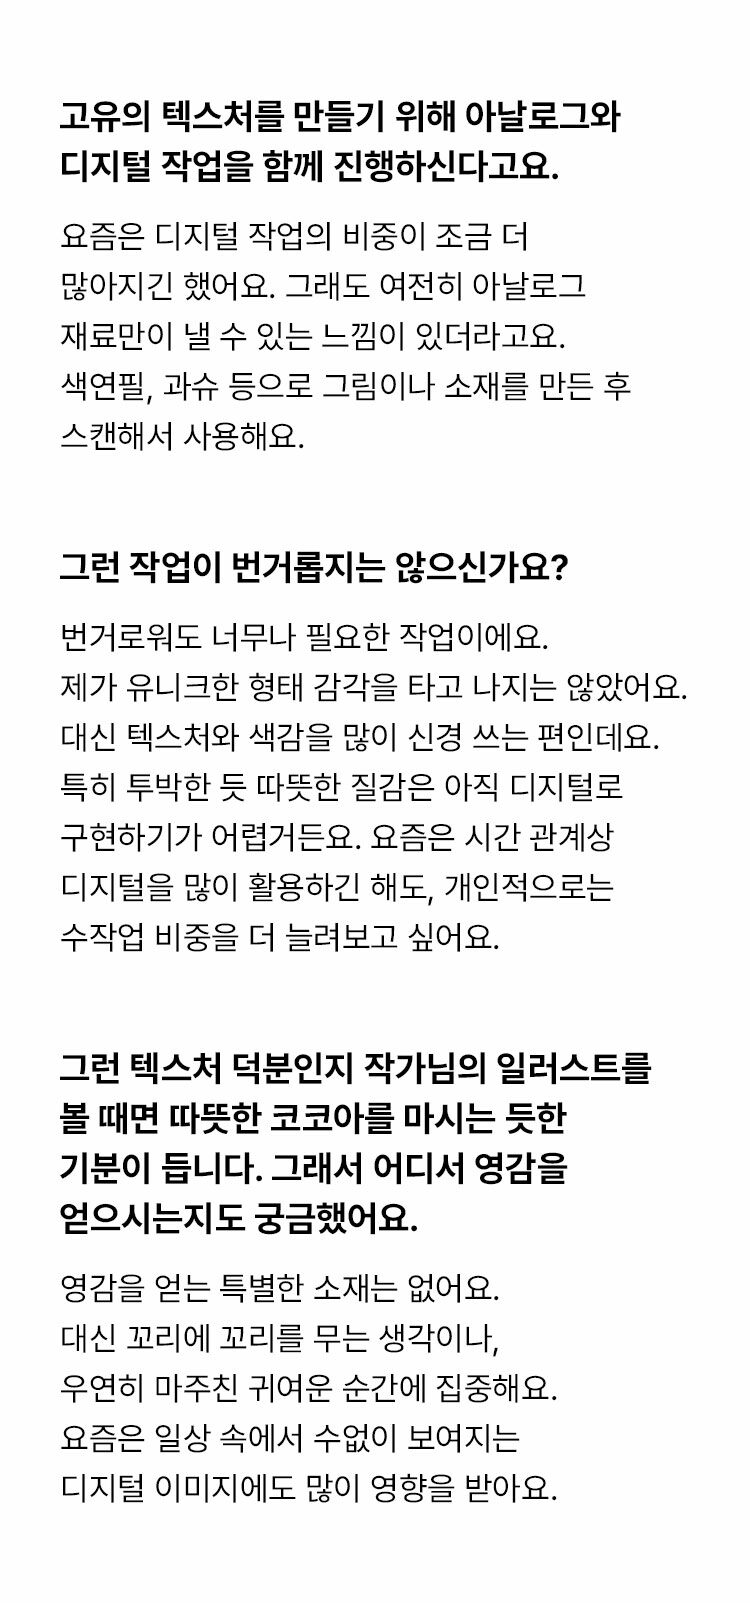 고유의 텍스처를 만들기 위해 아날로그와
디지털 작업을 함께 진행하신다고요.
요즘은 디지털 작업의 비중이 조금 더
많아지긴 했어요. 그래도 여전히 아날로그
재료만이 낼 수 있는 느낌이 있더라고요.
색연필, 과슈 등으로 그림이나 소재를 만든 후
스캔해서 사용해요.
그런 작업이 번거롭지는 않으신가요?
번거로워도 너무나 필요한 작업이에요.
제가 유니크한 형태 감각을 타고 나지는 않았어요.
대신 텍스처와 색감을 많이 신경 쓰는 편인데요.
특히 투박한 듯 따뜻한 질감은 아직 디지털로
구현하기가 어렵거든요. 요즘은 시간 관계상
디지털을 많이 활용하긴 해도, 개인적으로는
수작업 비중을 더 늘려보고 싶어요.
그런 텍스처 덕분인지 작가님의 일러스트를
볼 때면 따뜻한 코코아를 마시는 듯한
기분이 듭니다. 그래서 어디서 영감을
얻으시는지도 궁금했어요.
영감을 얻는 특별한 소재는 없어요.
대신 꼬리에 꼬리를 무는 생각이나,
우연히 마주친 귀여운 순간에 집중해요.
요즘은 일상 속에서 수없이 보여지는
디지털 이미지에도 많이 영향을 받아요.